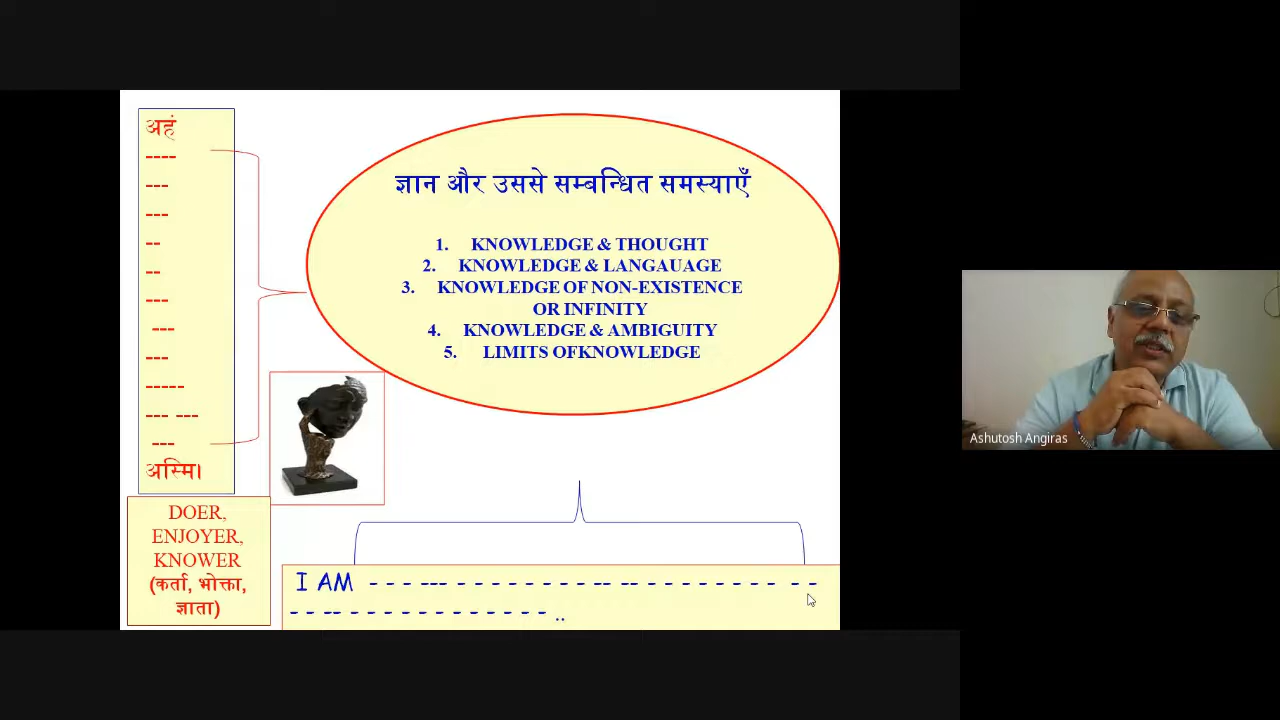 अहं
----
---
---
--
--
---
---
---
-----
--- ---
---
अस्मि।
ज्ञान और उससे सम्बन्धित समस्याएँ
1. KNOWLEDGE & THOUGHT
2. KNOWLEDGE & LANGAUAGE
3. KNOWLEDGE OF NON-EXISTENCE
OR INFINITY
4. KNOWLEDGE & AMBIGUITY
5. LIMITS OFKNOWLEDGE
DOER,
ENJOYER,
KNOWER
(कर्ता, भोक्ता,
ज्ञाता)
I AM - - - --- - - - - - - - - -- -- - - - - - - - - - -
- - -- - - - - - - - - - - - - ..
Ashutosh Angiras